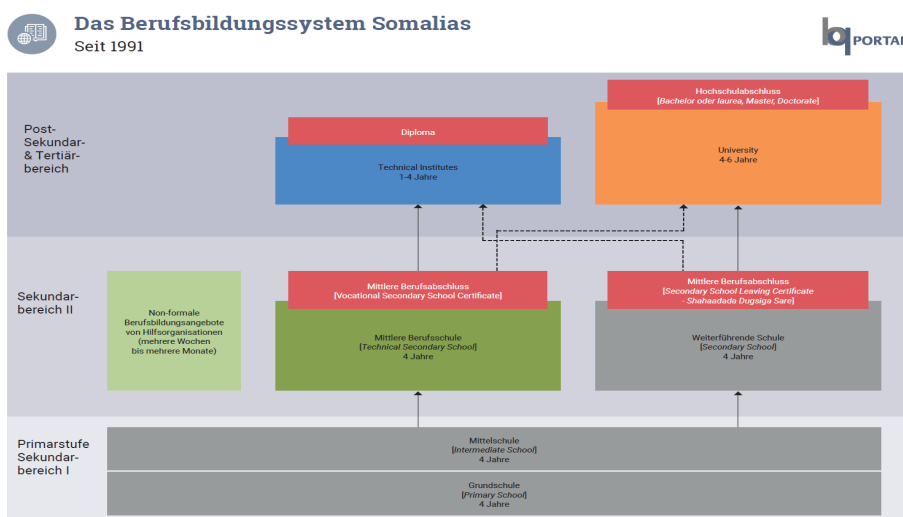 Das Berufsbildungssystem Somalias
Seit 1991
bq PORTAL
Post-
Sekundar-
& Tertiär-
bereich
Diploma
Technical Institutes
1-4 Jahre
Hochschulabschluss
[Bachelor oder laurea, Master, Doctorate]
University
4-6 Jahre
Sekundar-
bereich II
Non-formale
Berufsbildungsangebote
von Hilfsorganisationen
(mehrere Wochen
bis mehrere Monate)
Mittlere Berufsabschluss
[Vocational Secondary School Certificate]
Mittlere Berufsschule
[Technical Secondary School]
4 Jahre
Mittlere Berufsabschluss
[Secondary School Leaving Certificate
- Shahaadada Dugsiga Sare]
Weiterführende Schule
[Secondary School]
4 Jahre
Primarstufe
Sekundar-
bereich I
Mittelschule
[Intermediate School]
4 Jahre
Grundschule
[Primary School]
4 Jahre